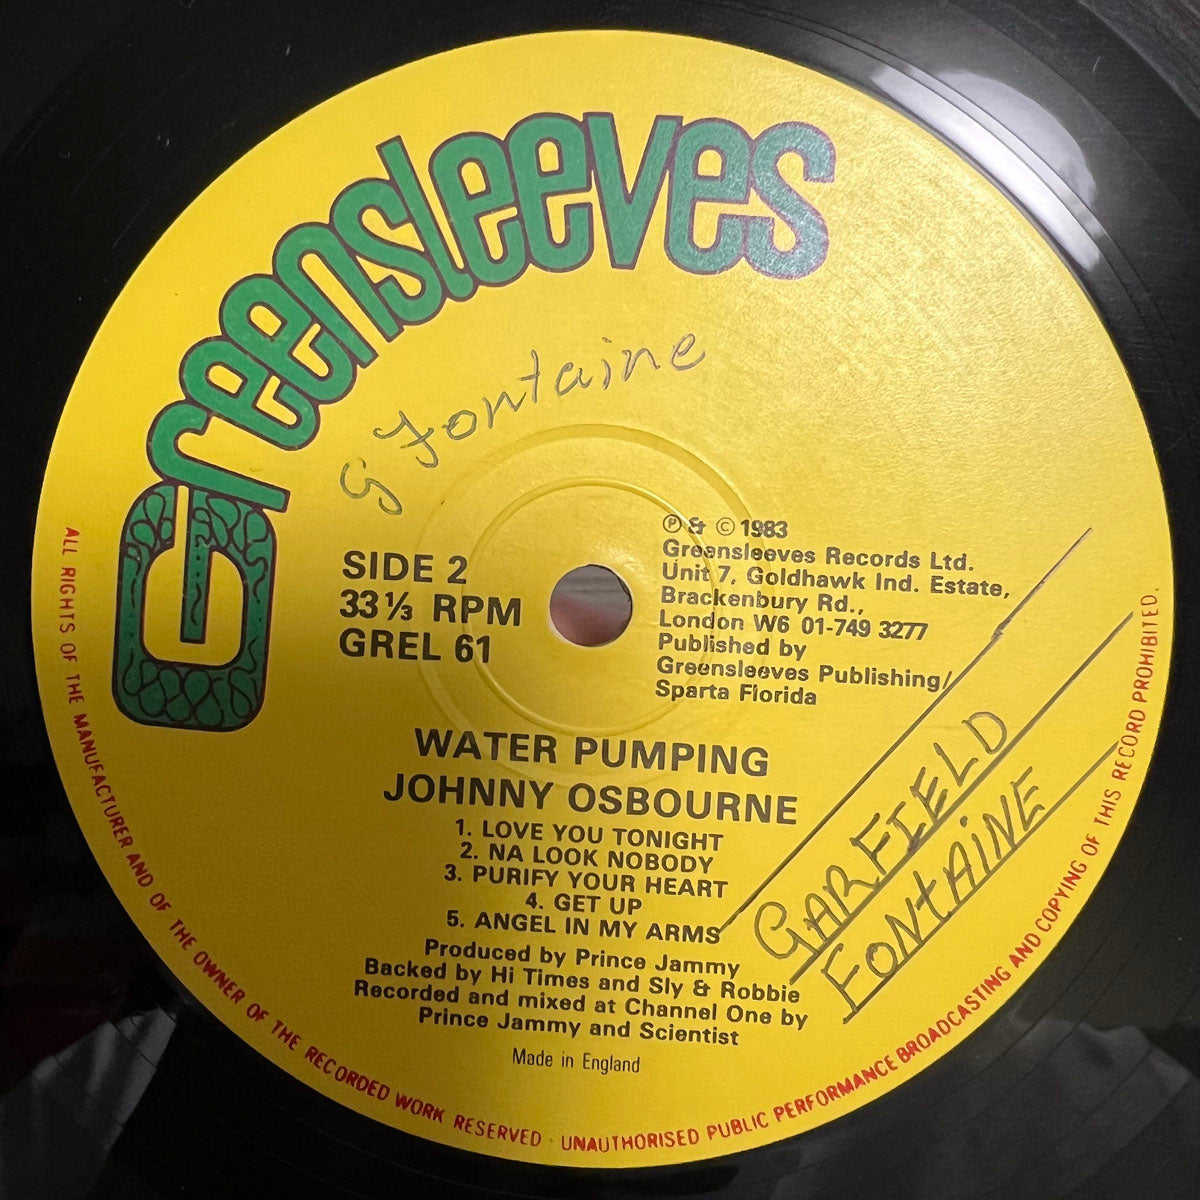 Greensleeves
G Fontaine
SIDE 2
33⅓ RPM
GREL 61
℗ & © 1983
Greensleeves Records Ltd.
Unit 7, Goldhawk Ind. Estate,
Brackenbury Rd.,
London W6 01-749 3277
Published by
Greensleeves Publishing/
Sparta Florida
WATER PUMPING
JOHNNY OSBOURNE
1. LOVE YOU TONIGHT
2. NA LOOK NOBODY
3. PURIFY YOUR HEART
4. GET UP
5. ANGEL IN MY ARMS
Produced by Prince Jammy
Backed by Hi Times and Sly & Robbie
Recorded and mixed at Channel One by
Prince Jammy and Scientist
Made in England
GARFIELD
FONtAiNE
ALL RIGHTS OF THE MANUFACTURER AND OF THE OWNER OF THE RECORDED WORK RESERVED · UNAUTHORISED PUBLIC PERFORMANCE BROADCASTING AND COPYING OF THIS RECORD PROHIBITED.